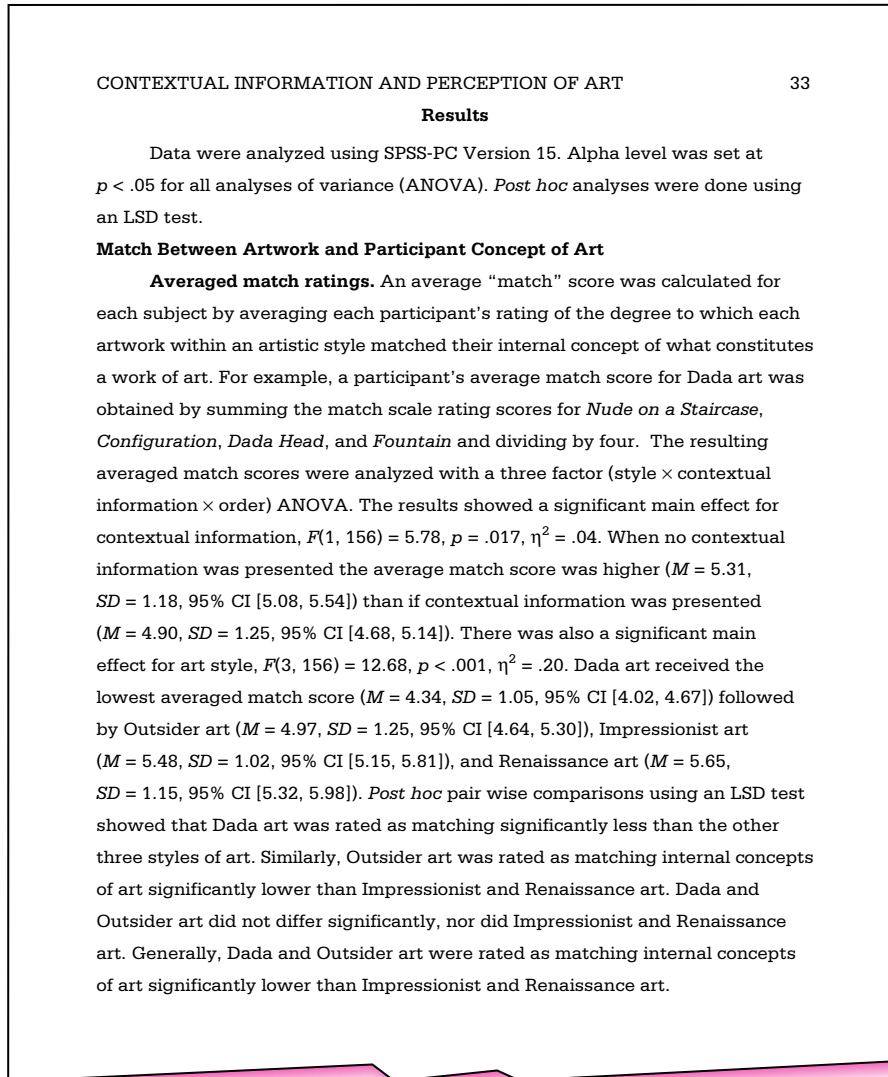 CONTEXTUAL INFORMATION AND PERCEPTION OF ART 33
Results
Data were analyzed using SPSS-PC Version 15. Alpha level was set at
p < .05 for all analyses of variance (ANOVA). Post hoc analyses were done using
an LSD test.
Match Between Artwork and Participant Concept of Art
Averaged match ratings. An average “match” score was calculated for
each subject by averaging each participant’s rating of the degree to which each
artwork within an artistic style matched their internal concept of what constitutes
a work of art. For example, a participant’s average match score for Dada art was
obtained by summing the match scale rating scores for Nude on a Staircase,
Configuration, Dada Head, and Fountain and dividing by four. The resulting
averaged match scores were analyzed with a three factor (style × contextual
information × order) ANOVA. The results showed a significant main effect for
contextual information, F(1, 156) = 5.78, p = .017, η² = .04. When no contextual
information was presented the average match score was higher (M = 5.31,
SD = 1.18, 95% CI [5.08, 5.54]) than if contextual information was presented
(M = 4.90, SD = 1.25, 95% CI [4.68, 5.14]). There was also a significant main
effect for art style, F(3, 156) = 12.68, p < .001, η² = .20. Dada art received the
lowest averaged match score (M = 4.34, SD = 1.05, 95% CI [4.02, 4.67]) followed
by Outsider art (M = 4.97, SD = 1.25, 95% CI [4.64, 5.30]), Impressionist art
(M = 5.48, SD = 1.02, 95% CI [5.15, 5.81]), and Renaissance art (M = 5.65,
SD = 1.15, 95% CI [5.32, 5.98]). Post hoc pair wise comparisons using an LSD test
showed that Dada art was rated as matching significantly less than the other
three styles of art. Similarly, Outsider art was rated as matching internal concepts
of art significantly lower than Impressionist and Renaissance art. Dada and
Outsider art did not differ significantly, nor did Impressionist and Renaissance
art. Generally, Dada and Outsider art were rated as matching internal concepts
of art significantly lower than Impressionist and Renaissance art.